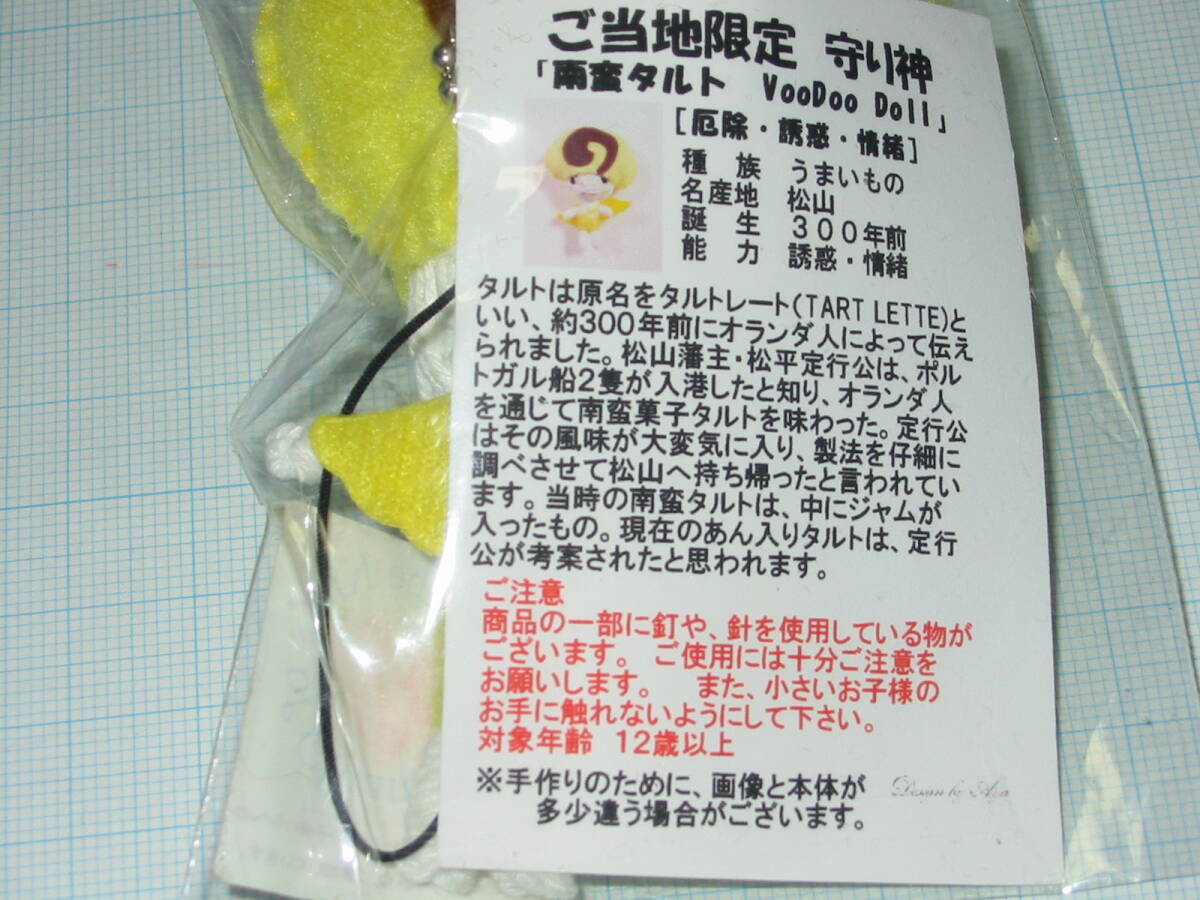 ご当地限定 守り神
「南蛮タルト VooDoo Doll」
[厄除・誘惑・情緒]
種 族 うまいもの
名産地 松山
誕 生 300年前
能 力 誘惑・情緒
タルトは原名をタルトレート(TART LETTE)と
いい、約300年前にオランダ人によって伝え
られました。松山藩主・松平定行公は、ポル
トガル船2隻が入港したと知り、オランダ人
を通じて南蛮菓子タルトを味わった。定行公
はその風味が大変気に入り、製法を仔細に
調べさせて松山へ持ち帰ったと言われてい
ます。当時の南蛮タルトは、中にジャムが
入ったもの。現在のあん入りタルトは、定行
公が考案されたと思われます。
ご注意
商品の一部に釘や、針を使用している物が
ございます。 ご使用には十分ご注意を
お願いします。 また、小さいお子様の
お手に触れないようにして下さい。
対象年齢 12歳以上
※手作りのために、画像と本体が
多少違う場合がございます。
Design by